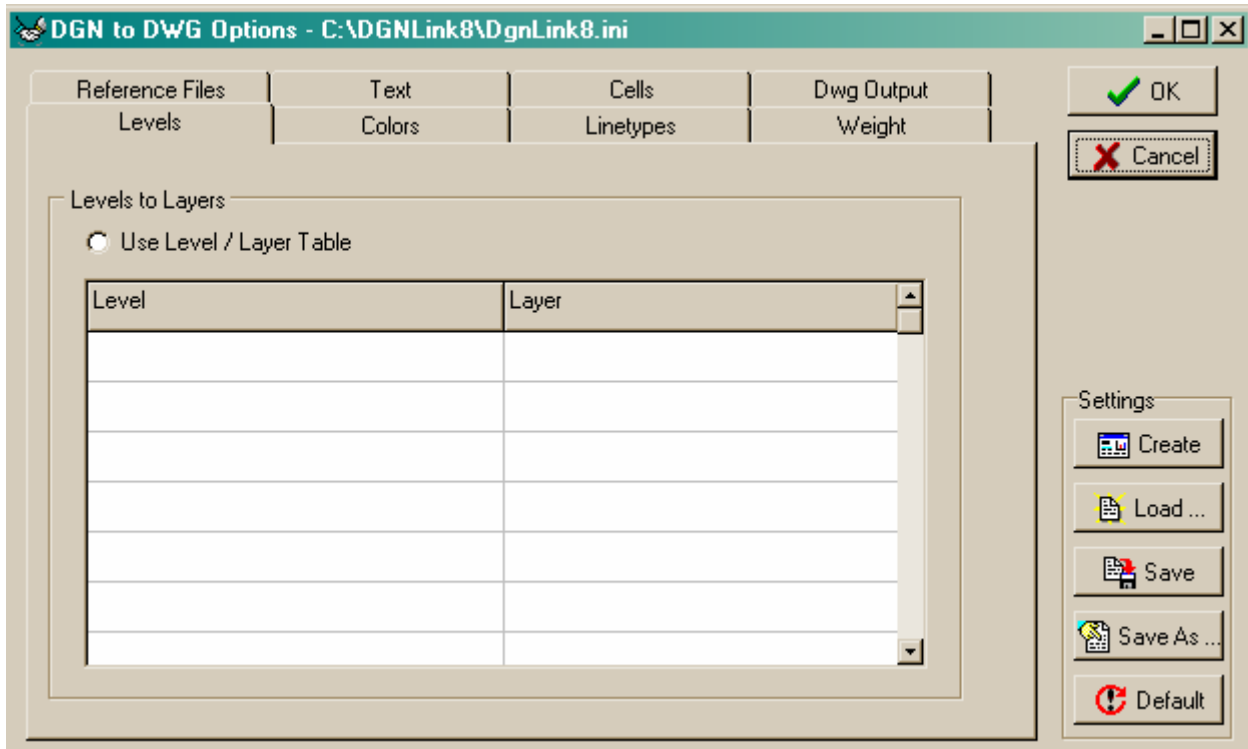 DGN to DWG Options - C:\DGNLink8\DgnLink8.ini
Reference Files Text Cells Dwg Output
Levels Colors Linetypes Weight
OK
Cancel
Levels to Layers
Use Level / Layer Table
Level Layer
Settings
Create
Load ...
Save
Save As ...
Default